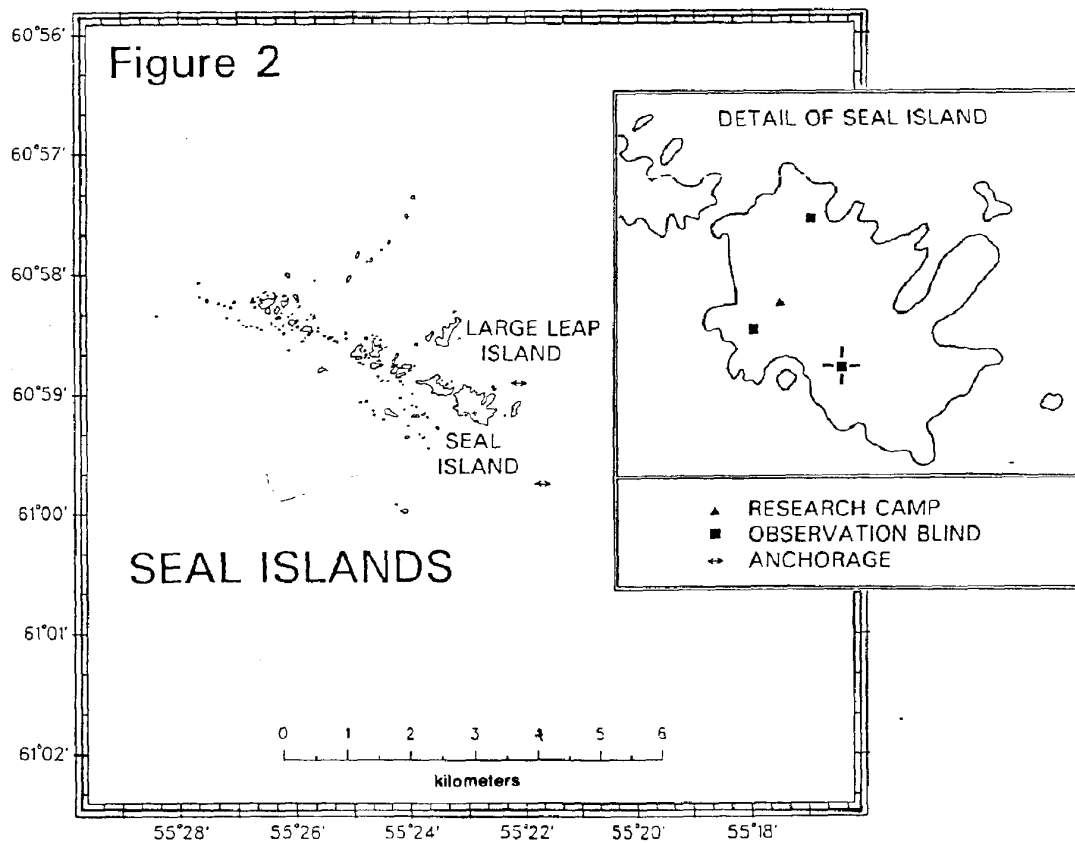 Figure 2
60°56'
60°57'
60°58'
60°59'
61°00'
61°01'
61°02'
LARGE LEAP
ISLAND
SEAL
ISLAND
SEAL ISLANDS
0 1 2 3 4 5 6
kilometers
55°28' 55°26' 55°24' 55°22' 55°20' 55°18'
DETAIL OF SEAL ISLAND
RESEARCH CAMP
OBSERVATION BLIND
ANCHORAGE